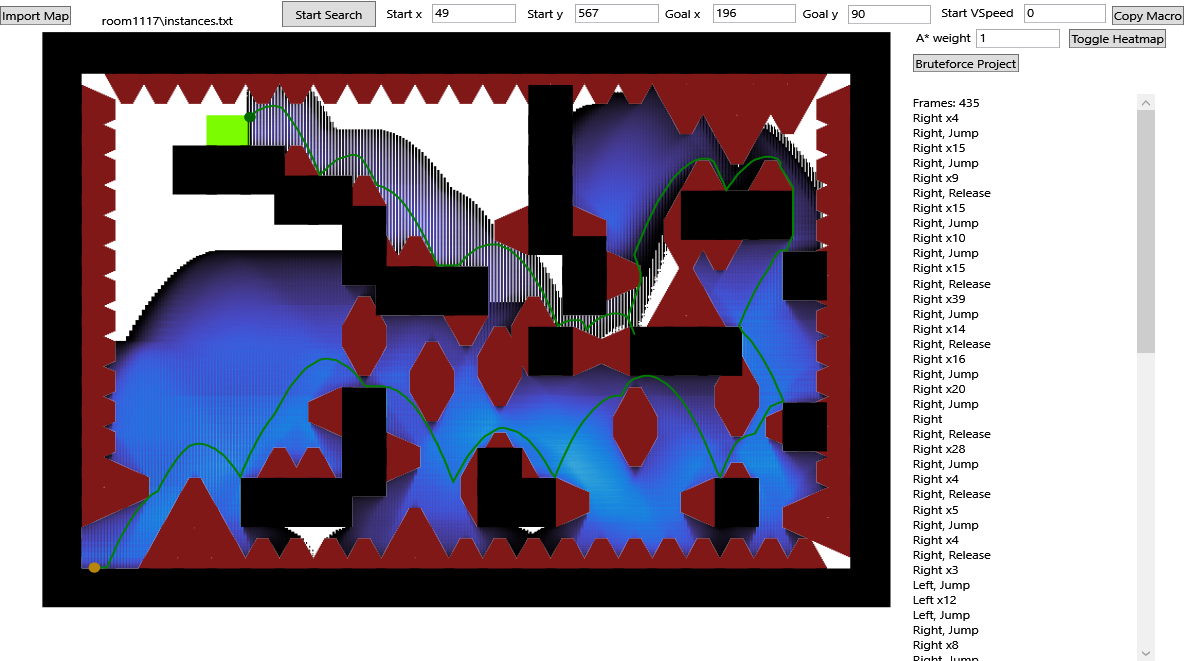 Import Map
room1117\instances.txt
Start Search
Start x 49
Start y 567
Goal x 196
Goal y 90
Start VSpeed 0
Copy Macro
A* weight 1
Toggle Heatmap
Bruteforce Project
Frames: 435
Right x4
Right, Jump
Right x15
Right, Jump
Right x9
Right, Release
Right x15
Right, Jump
Right x10
Right, Jump
Right x15
Right, Release
Right x39
Right, Jump
Right x14
Right, Release
Right x16
Right, Jump
Right x20
Right, Jump
Right
Right, Release
Right x28
Right, Jump
Right x4
Right, Release
Right x5
Right, Jump
Right x4
Right, Release
Right x3
Left, Jump
Left x12
Left, Jump
Right, Jump
Right x8
Right, Jump